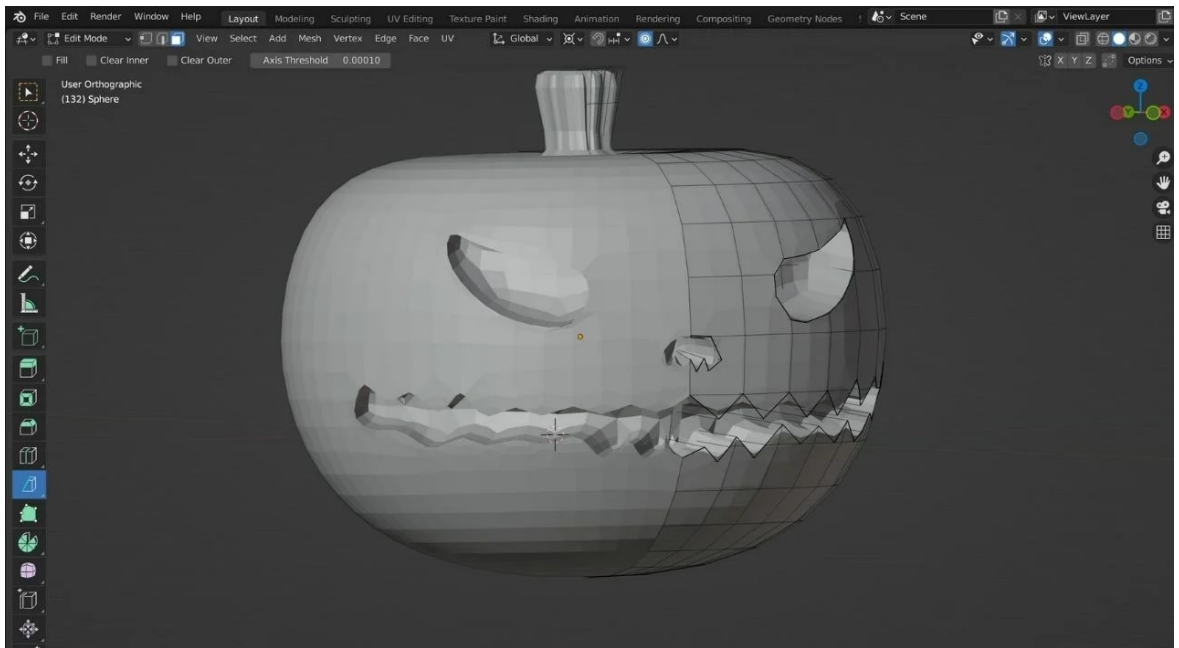 File Edit Render Window Help Layout Modeling Sculpting UV Editing Texture Paint Shading Animation Rendering Compositing Geometry Nodes Scene ViewLayer
Edit Mode View Select Add Mesh Vertex Edge Face UV Global
Fill Clear Inner Clear Outer Axis Threshold 0.00010 X Y Z Options
User Orthographic
(132) Sphere
Z
Y X